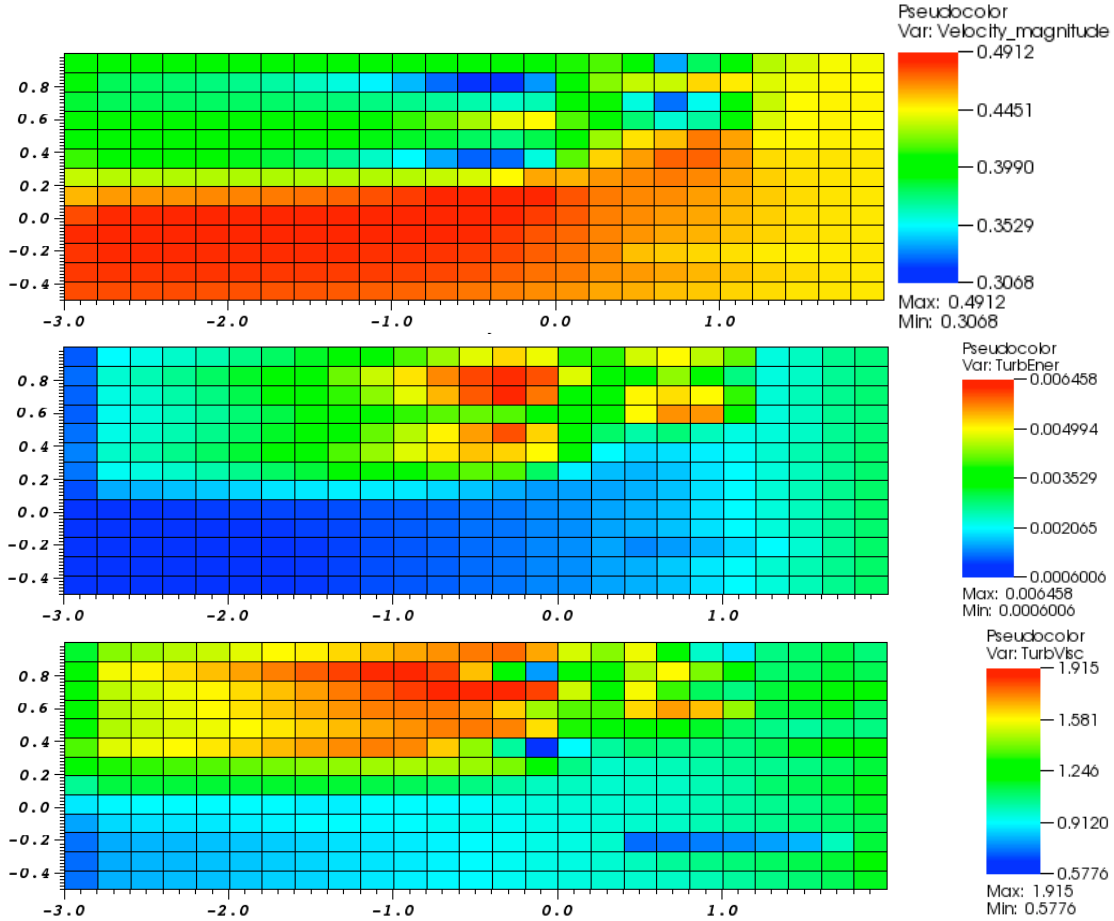 Pseudocolor
Var: Velocity_magnitude
0.4912
0.4451
0.3990
0.3529
0.3068
Max: 0.4912
Min: 0.3068
0.8
0.6
0.4
0.2
0.0
-0.2
-0.4
-3.0 -2.0 -1.0 0.0 1.0
Pseudocolor
Var: TurbEner
0.006458
0.004994
0.003529
0.002065
0.0006006
Max: 0.006458
Min: 0.0006006
0.8
0.6
0.4
0.2
0.0
-0.2
-0.4
-3.0 -2.0 -1.0 0.0 1.0
Pseudocolor
Var: TurbVisc
1.915
1.581
1.246
0.9120
0.5776
Max: 1.915
Min: 0.5776
0.8
0.6
0.4
0.2
0.0
-0.2
-0.4
-3.0 -2.0 -1.0 0.0 1.0